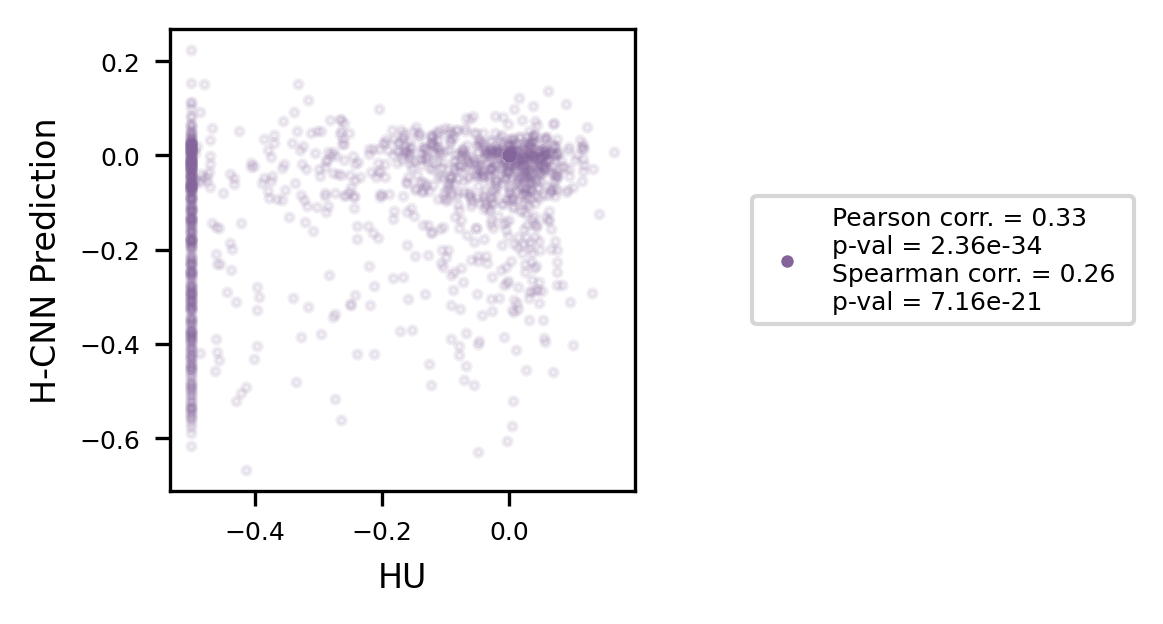 0.2
0.0
−0.2
−0.4
−0.6
H-CNN Prediction
−0.4
−0.2
0.0
HU
Pearson corr. = 0.33
p-val = 2.36e-34
Spearman corr. = 0.26
p-val = 7.16e-21